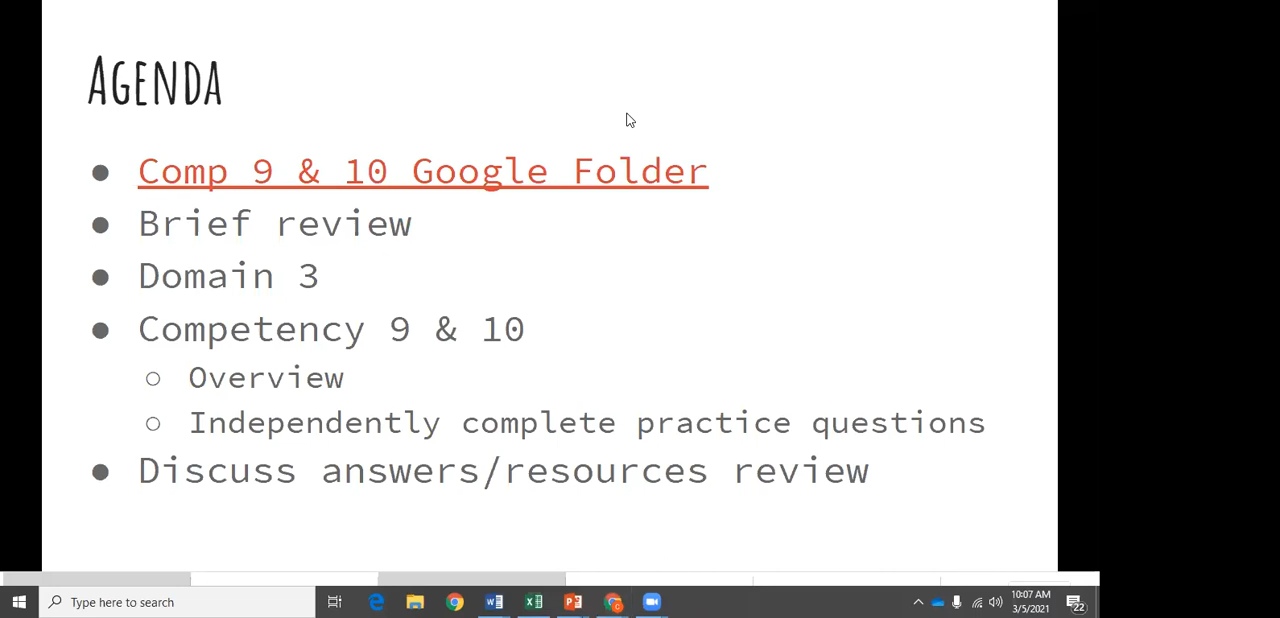 AGENDA
● Comp 9 & 10 Google Folder
● Brief review
● Domain 3
● Competency 9 & 10
○ Overview
○ Independently complete practice questions
● Discuss answers/resources review
Type here to search
10:07 AM
3/5/2021
22